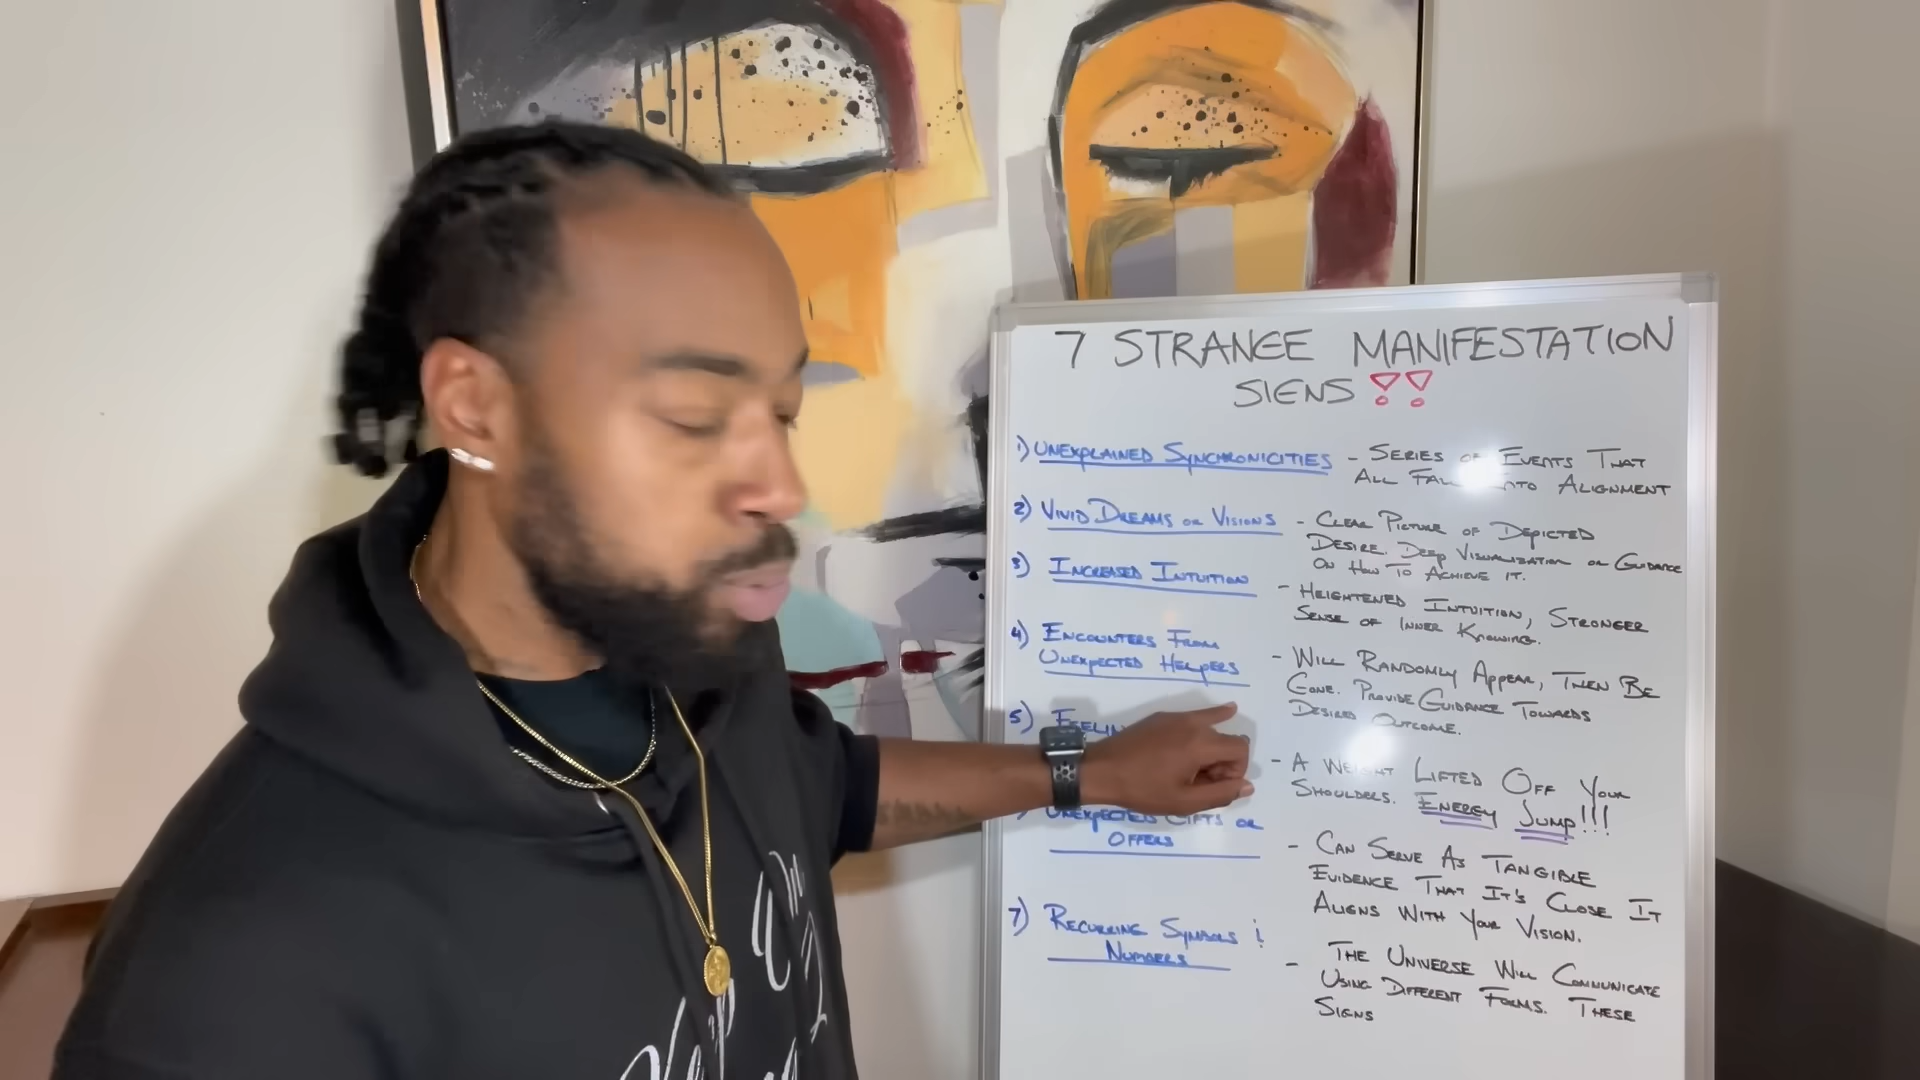 7 STRANGE MANIFESTATION
SIGNS !!
1) UNEXPLAINED SYNCHRONICITIES - SERIES OF EVENTS THAT
ALL INTO ALIGNMENT
2) VIVID DREAMS OR VISIONS - CLEAR PICTURE OF DEPICTED
DESIRE. DEEP VISUALIZATION OR GUIDANCE
ON HOW TO ACHIEVE IT.
3) INCREASED INTUITION - HEIGHTENED INTUITION, STRONGER
SENSE OF INNER KNOWING.
4) ENCOUNTERS FROM
UNEXPECTED HELPERS
- WILL RANDOMLY APPEAR, THEN BE
GONE. PROVIDE GUIDANCE TOWARDS
DESIRED OUTCOME.
5)
- A WEIGHT LIFTED OFF YOUR
SHOULDERS. ENERGY JUMP!!!
) UNEXPECTED GIFTS OR
OFFERS
- CAN SERVE AS TANGIBLE
EVIDENCE THAT IT'S CLOSE IT
ALIGNS WITH YOUR VISION.
7) RECURRING SYMBOLS &
NUMBERS
- THE UNIVERSE WILL COMMUNICATE
USING DIFFERENT FORMS. THESE
SIGNS